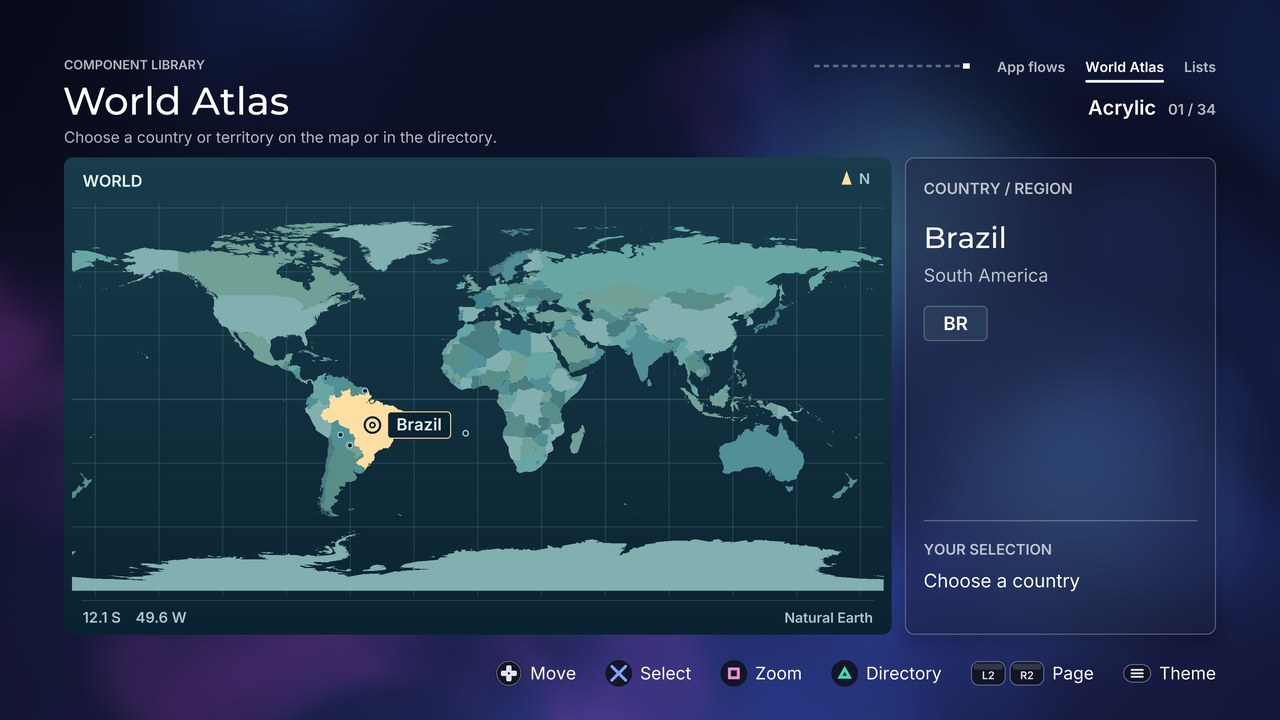 COMPONENT LIBRARY
World Atlas
Choose a country or territory on the map or in the directory.
App flows World Atlas Lists
Acrylic 01 / 34
WORLD
N
Brazil
12.1 S 49.6 W
Natural Earth
COUNTRY / REGION
Brazil
South America
BR
YOUR SELECTION
Choose a country
Move Select Zoom Directory L2 R2 Page Theme